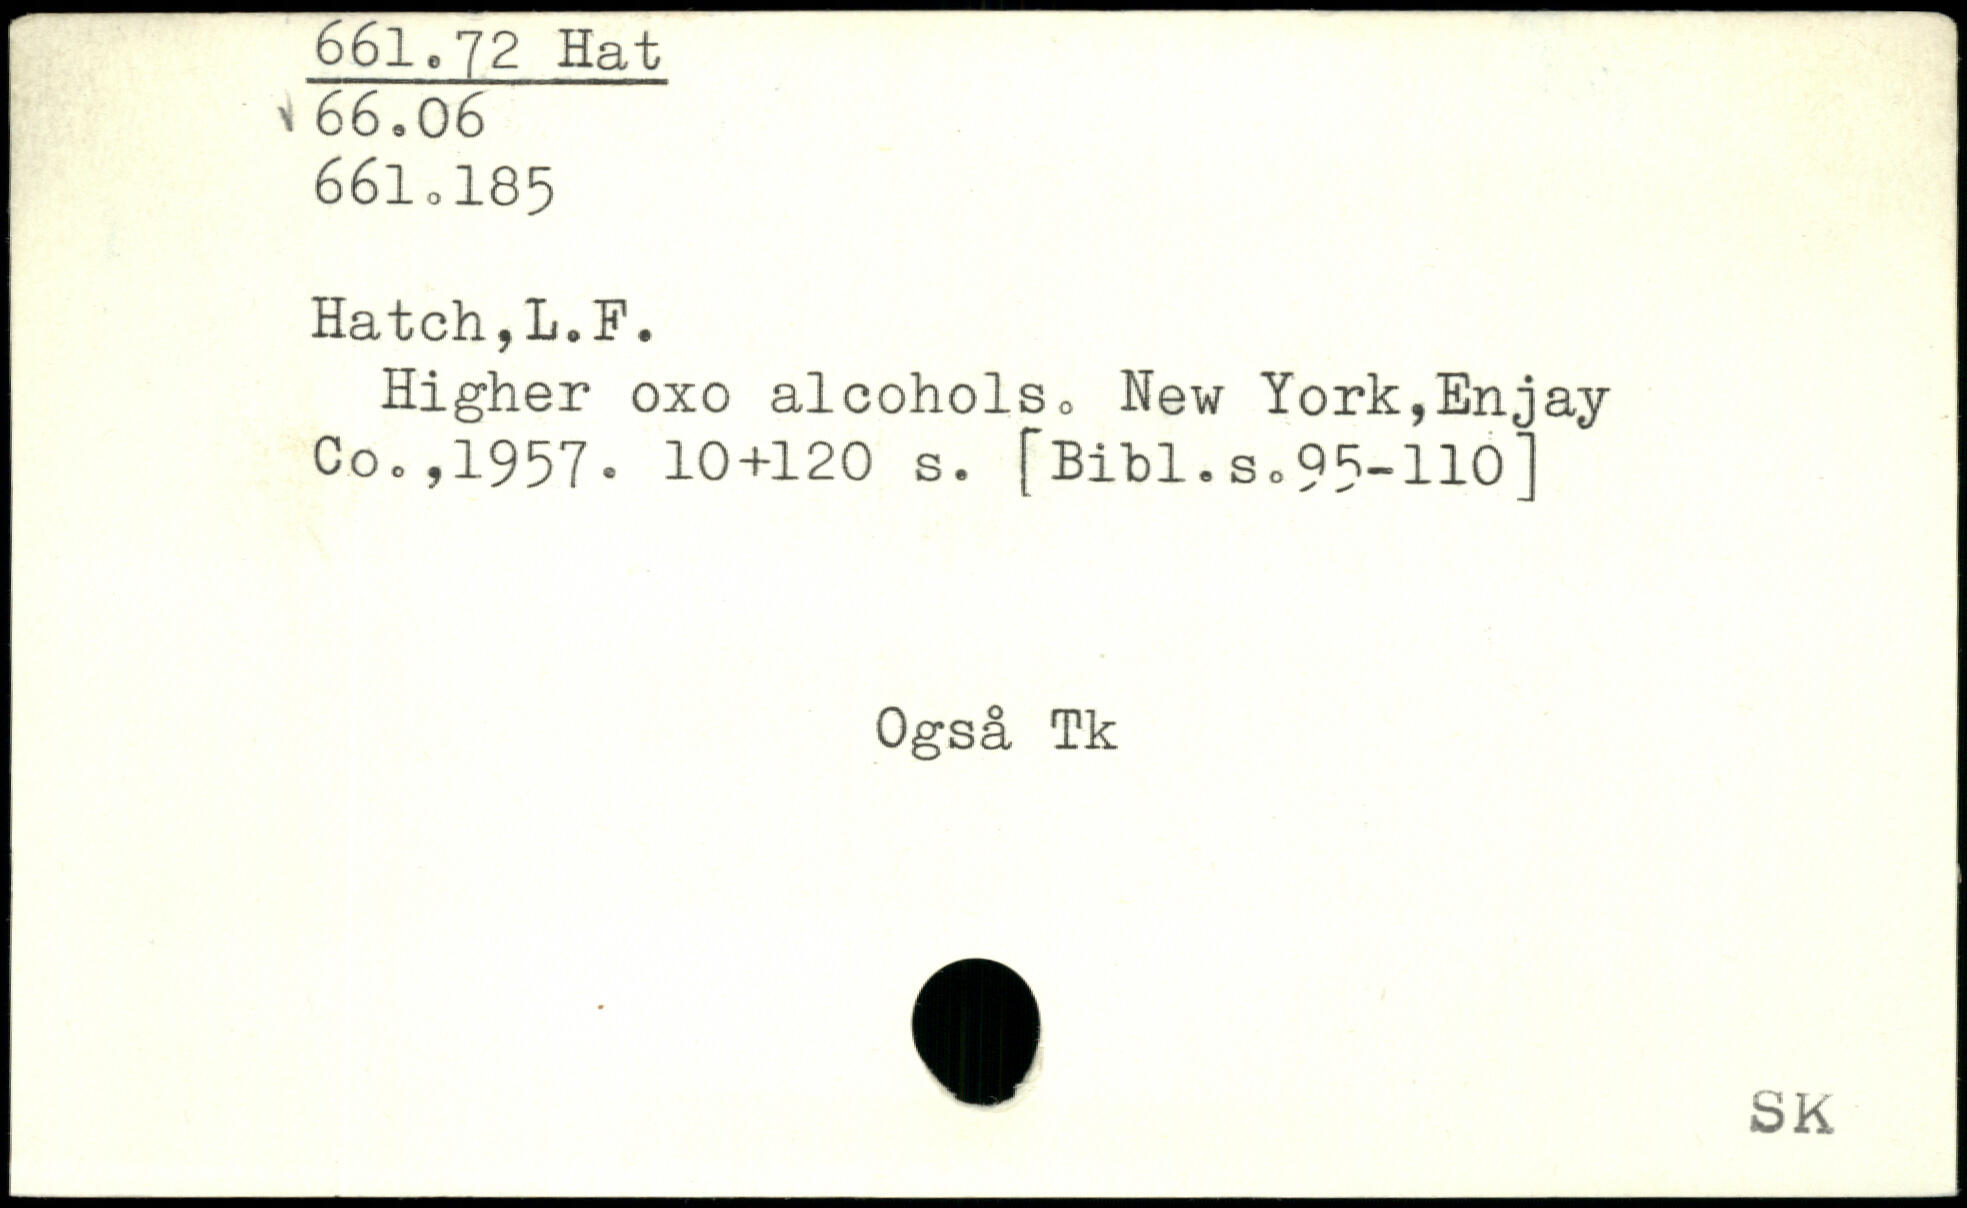 661.72 Hat
66.06
661.185
Hatch,L.F.
Higher oxo alcohols. New York,Enjay
Co.,1957. 10+120 s. [Bibl.s.95-110]
Også Tk
SK